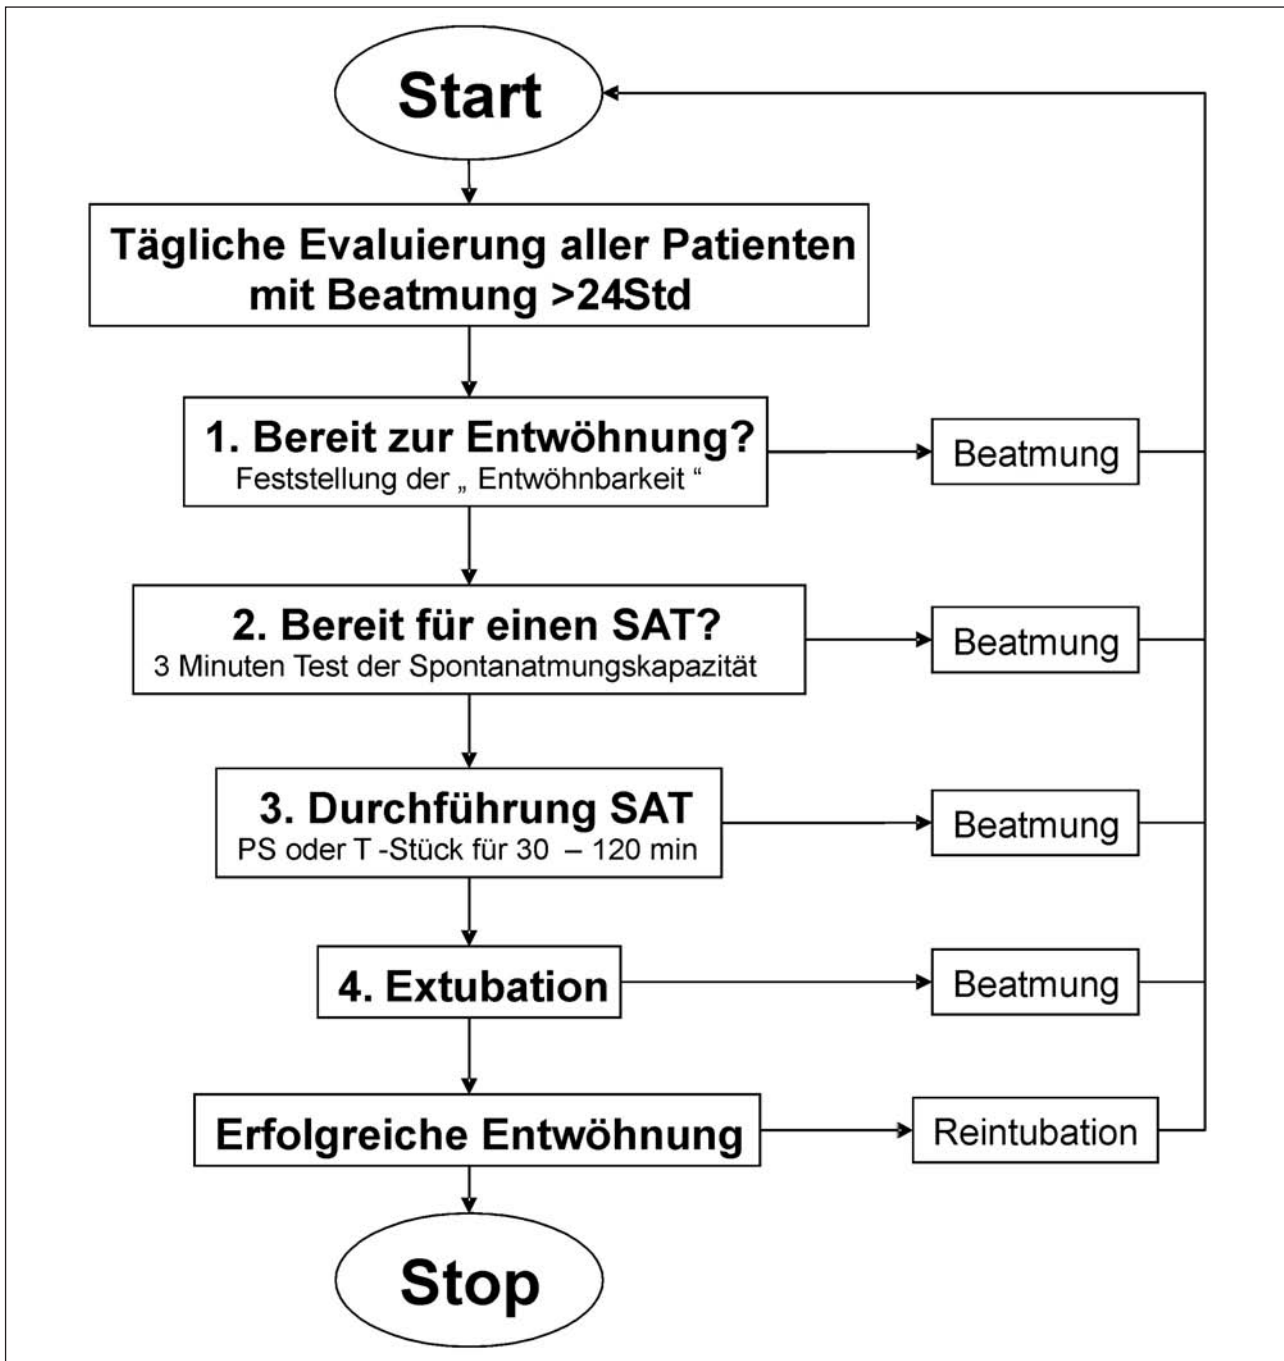 Start
Tägliche Evaluierung aller Patienten
mit Beatmung >24Std
1. Bereit zur Entwöhnung?
Feststellung der „ Entwöhnbarkeit “
Beatmung
2. Bereit für einen SAT?
3 Minuten Test der Spontanatmungskapazität
Beatmung
3. Durchführung SAT
PS oder T -Stück für 30 – 120 min
Beatmung
4. Extubation
Beatmung
Erfolgreiche Entwöhnung
Reintubation
Stop